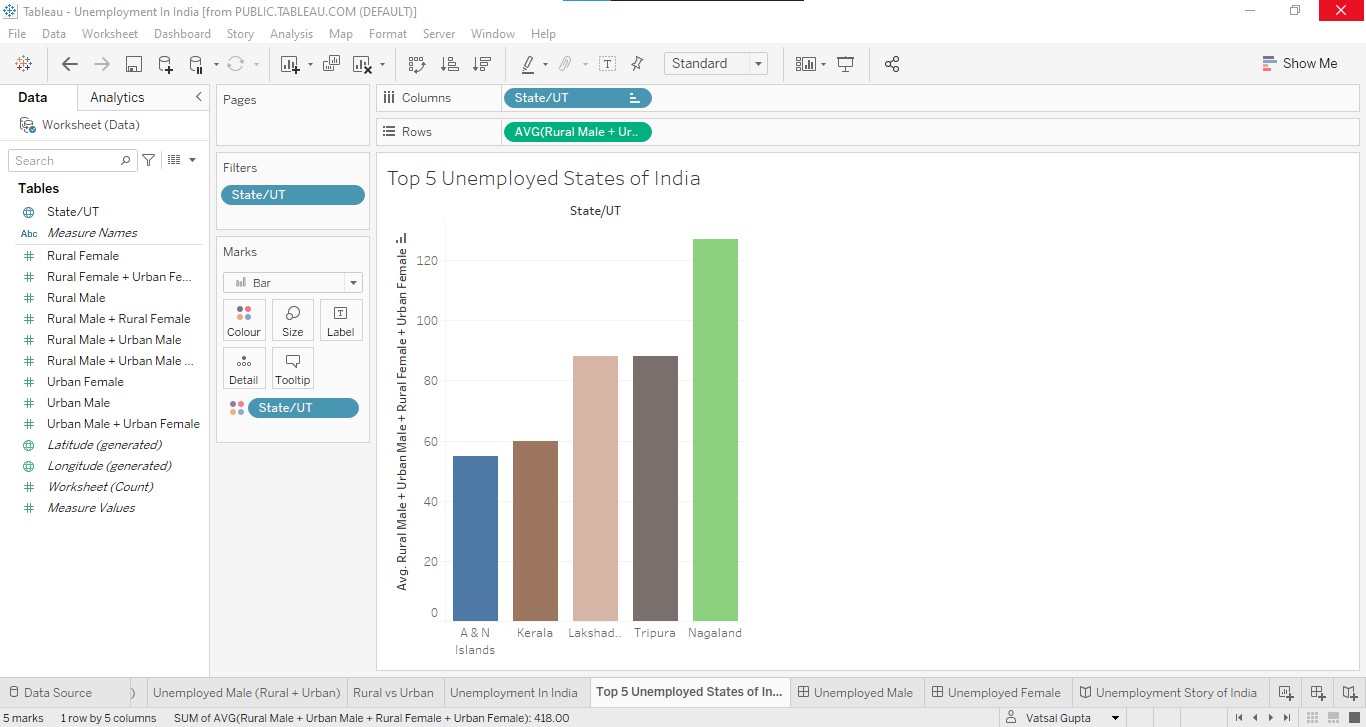 Tableau - Unemployment In India [from PUBLIC.TABLEAU.COM (DEFAULT)]
File Data Worksheet Dashboard Story Analysis Map Format Server Window Help
Standard
Show Me
Data
Analytics
Worksheet (Data)
Search
Tables
State/UT
Abc Measure Names
Rural Female
Rural Female + Urban Fe...
Rural Male
Rural Male + Rural Female
Rural Male + Urban Male
Rural Male + Urban Male ...
Urban Female
Urban Male
Urban Male + Urban Female
Latitude (generated)
Longitude (generated)
Worksheet (Count)
Measure Values
Pages
Filters
State/UT
Marks
Bar
Colour Size Label
Detail Tooltip
State/UT
Columns State/UT
Rows AVG(Rural Male + Ur..
Top 5 Unemployed States of India
State/UT
Avg. Rural Male + Urban Male + Rural Female + Urban Female
120
100
80
60
40
20
0
A & N
Islands
Kerala
Lakshad..
Tripura
Nagaland
Data Source ) Unemployed Male (Rural + Urban) Rural vs Urban Unemployment In India Top 5 Unemployed States of In... Unemployed Male Unemployed Female Unemployment Story of India
5 marks 1 row by 5 columns SUM of AVG(Rural Male + Urban Male + Rural Female + Urban Female): 418.00 Vatsal Gupta